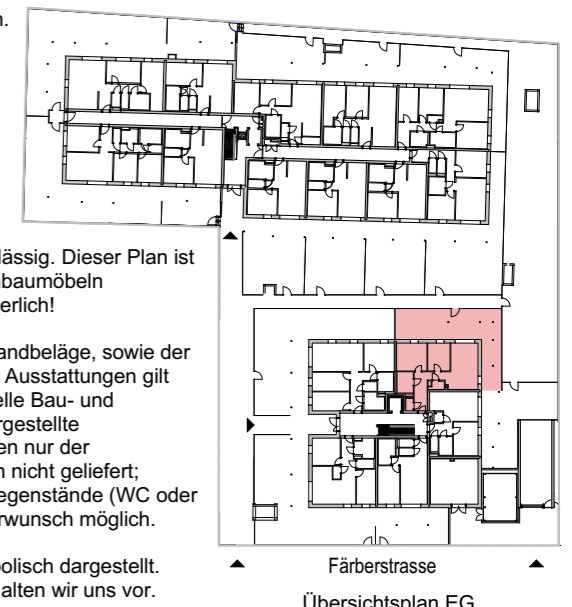 n.
lässig. Dieser Plan ist
baumöbeln
erlich!
andbeläge, sowie der
Ausstattungen gilt
elle Bau- und
rgestellte
en nur der
n nicht geliefert;
egenstände (WC oder
rwunsch möglich.
polisch dargestellt.
alten wir uns vor.
Färberstrasse
Übersichtsplan EG